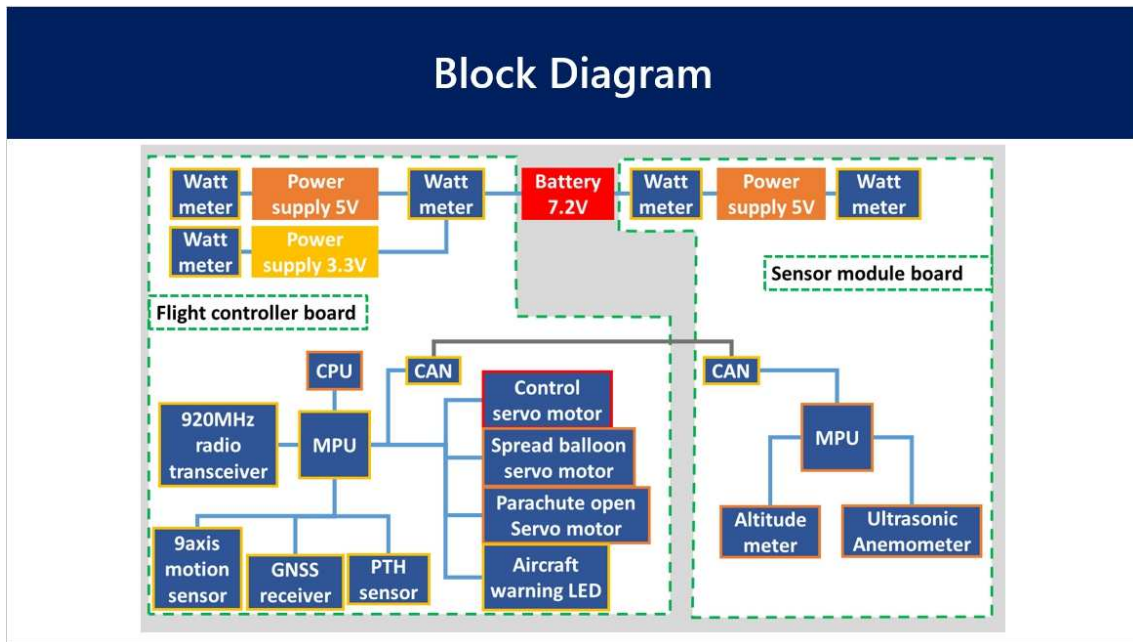 Block Diagram
Watt
meter
Power
supply 5V
Watt
meter
Battery
7.2V
Watt
meter
Power
supply 5V
Watt
meter
Watt
meter
Power
supply 3.3V
Sensor module board
Flight controller board
CPU
CAN
CAN
Control
servo motor
920MHz
radio
transceiver
MPU
Spread balloon
servo motor
MPU
Parachute open
Servo motor
Altitude
meter
Ultrasonic
Anemometer
9axis
motion
sensor
GNSS
receiver
PTH
sensor
Aircraft
warning LED